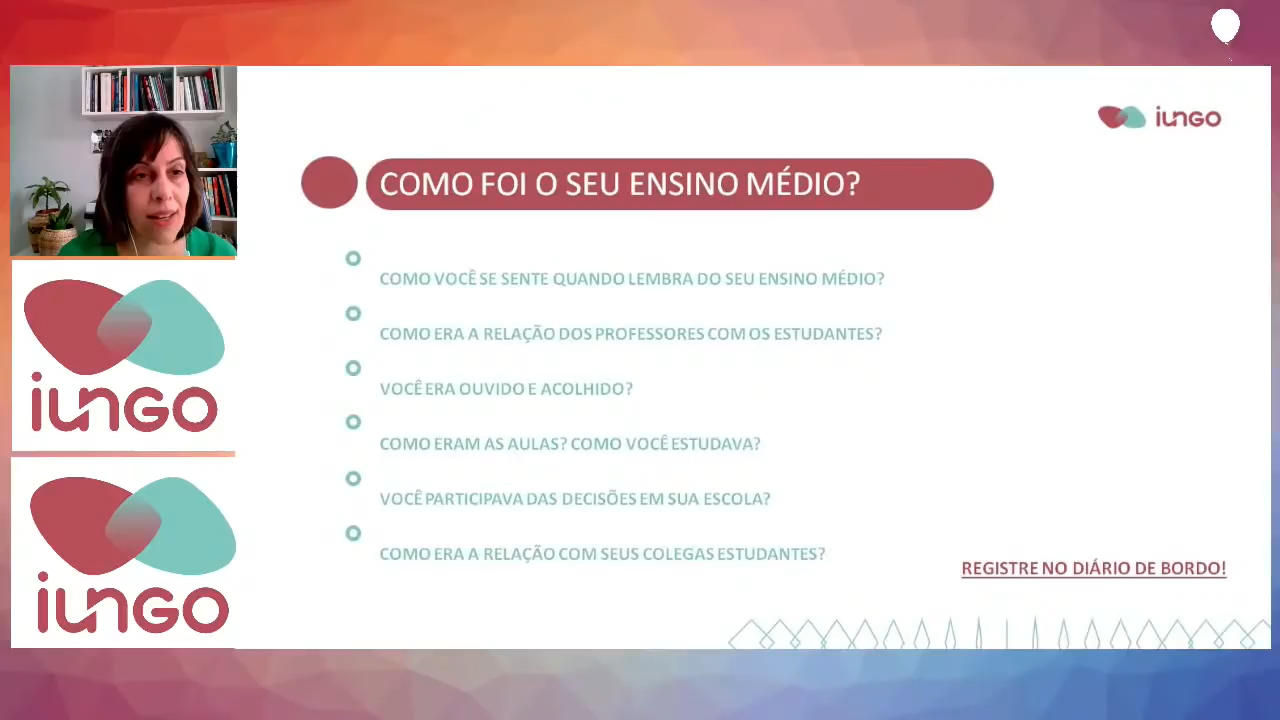 iungo
COMO FOI O SEU ENSINO MÉDIO?
COMO VOCÊ SE SENTE QUANDO LEMBRA DO SEU ENSINO MÉDIO?
COMO ERA A RELAÇÃO DOS PROFESSORES COM OS ESTUDANTES?
VOCÊ ERA OUVIDO E ACOLHIDO?
COMO ERAM AS AULAS? COMO VOCÊ ESTUDAVA?
VOCÊ PARTICIPAVA DAS DECISÕES EM SUA ESCOLA?
COMO ERA A RELAÇÃO COM SEUS COLEGAS ESTUDANTES?
REGISTRE NO DIÁRIO DE BORDO!
iungo
iungo